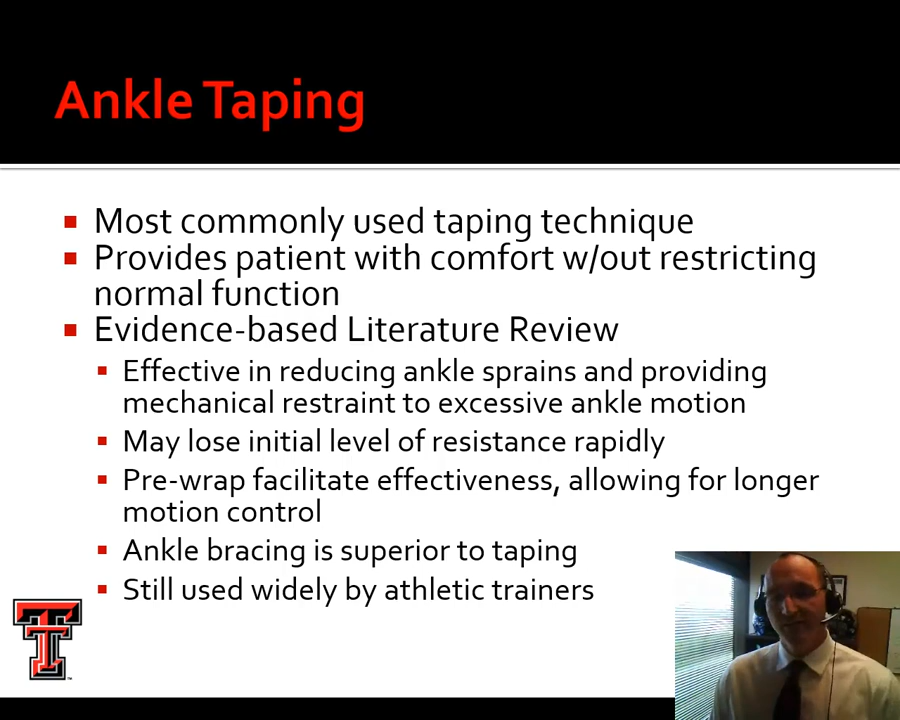 Ankle Taping
Most commonly used taping technique
Provides patient with comfort w/out restricting
normal function
Evidence-based Literature Review
Effective in reducing ankle sprains and providing
mechanical restraint to excessive ankle motion
May lose initial level of resistance rapidly
Pre-wrap facilitate effectiveness, allowing for longer
motion control
Ankle bracing is superior to taping
Still used widely by athletic trainers
T
TM